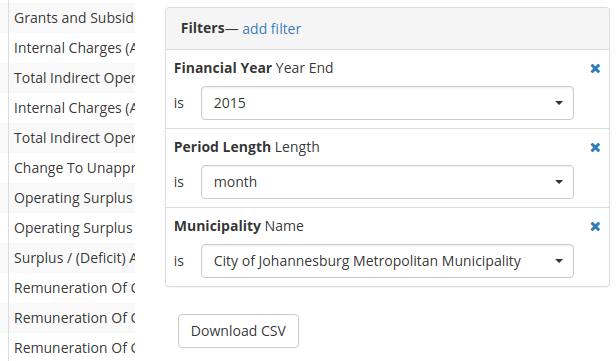 Grants and Subsid
Internal Charges (A
Total Indirect Oper
Internal Charges (A
Total Indirect Oper
Change To Unappr
Operating Surplus
Operating Surplus
Surplus / (Deficit) A
Remuneration Of C
Remuneration Of C
Remuneration Of C
Filters— add filter
Financial Year Year End
is 2015
Period Length Length
is month
Municipality Name
is City of Johannesburg Metropolitan Municipality
Download CSV